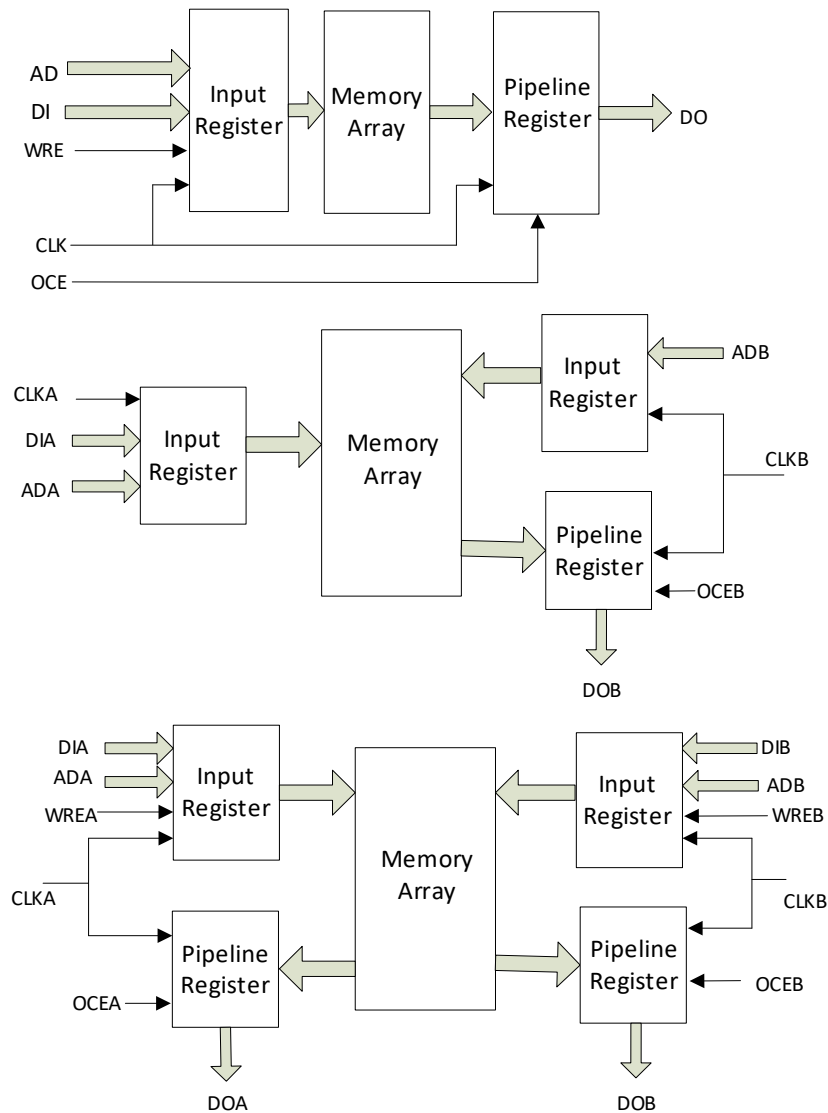 AD
DI
WRE
CLK
OCE
Input
Register
Memory
Array
Pipeline
Register
DO
CLKA
DIA
ADA
Input
Register
Memory
Array
Input
Register
ADB
CLKB
Pipeline
Register
OCEB
DOB
DIA
ADA
WREA
CLKA
OCEA
Input
Register
Pipeline
Register
DOA
Memory
Array
Input
Register
DIB
ADB
WREB
CLKB
Pipeline
Register
OCEB
DOB